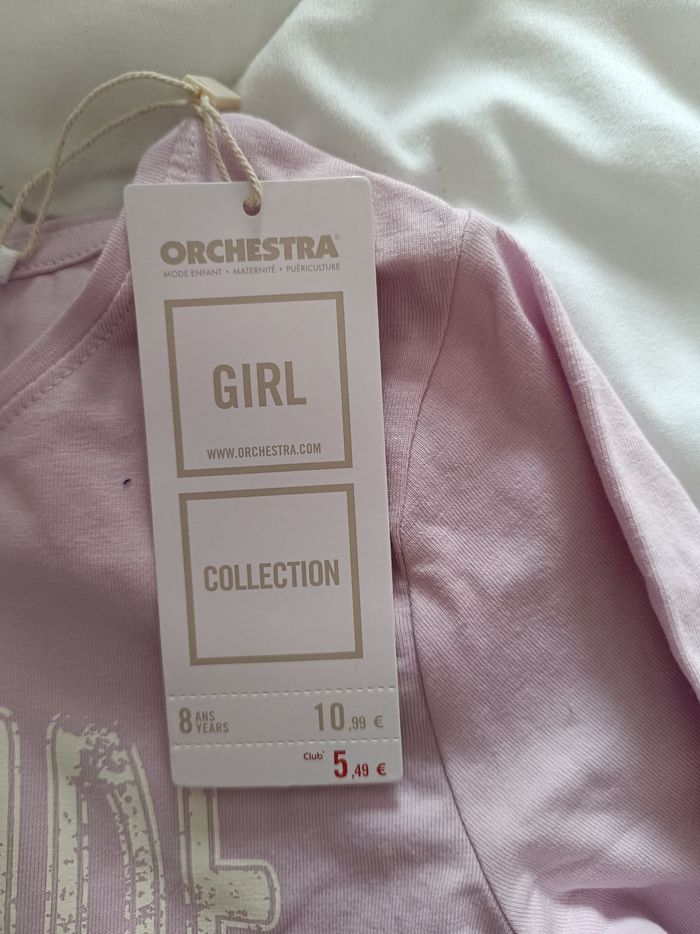 ORCHESTRA®
MODE ENFANT • MATERNITÉ • PUÉRICULTURE
GIRL
WWW.ORCHESTRA.COM
COLLECTION
8 ANS YEARS 10,99 €
Club* 5,49 €